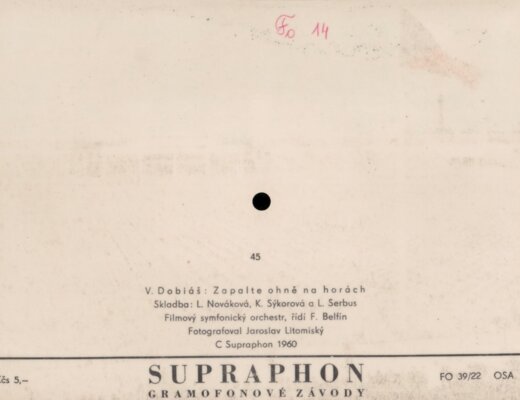 Fo 14
45
V. Dobiáš: Zapalte ohně na horách
Skladba: L. Nováková, K. Sýkorová a L. Serbus
Filmový symfonický orchestr, řídí F. Belfín
Fotografoval Jaroslav Litomiský
C Supraphon 1960
Kčs 5,–
SUPRAPHON
GRAMOFONOVÉ ZÁVODY
FO 39/22 OSA